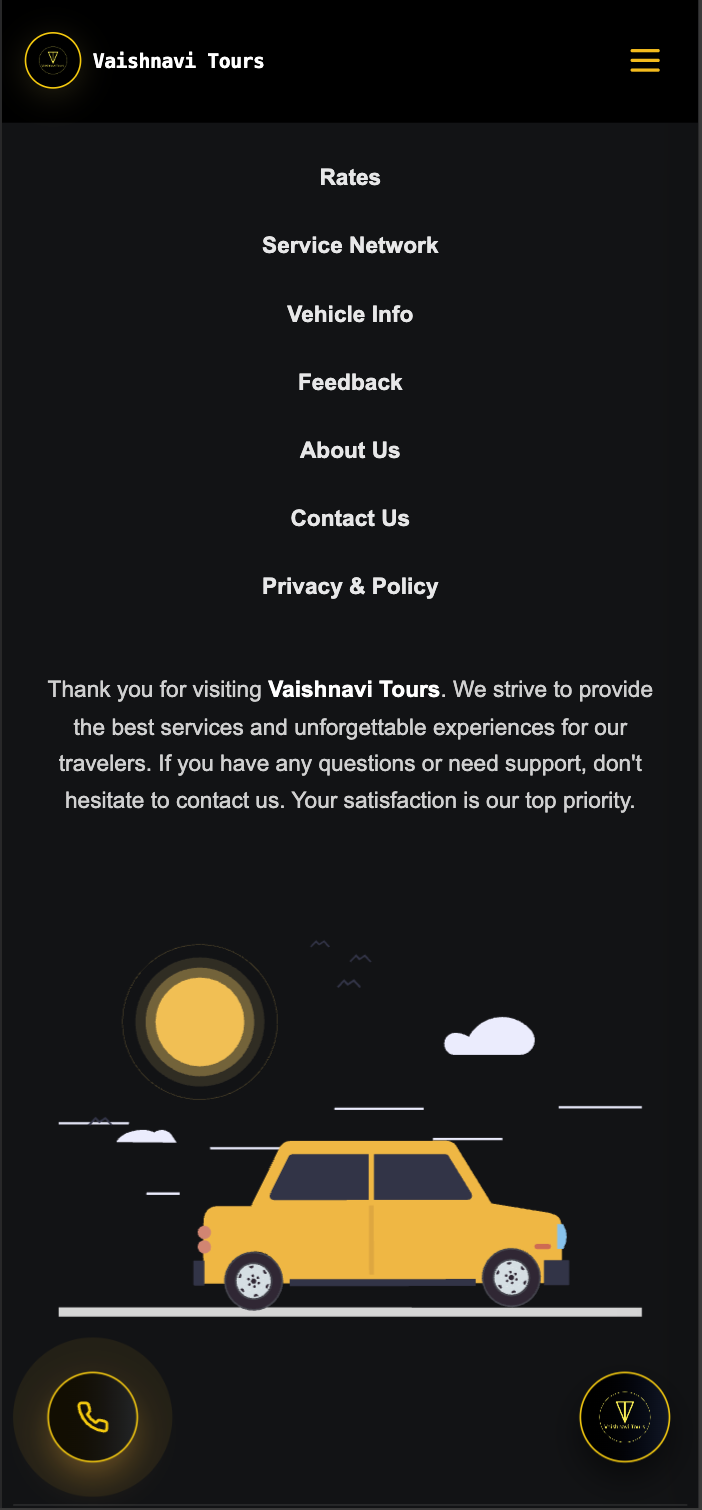 Vaishnavi Tours
Rates
Service Network
Vehicle Info
Feedback
About Us
Contact Us
Privacy & Policy
Thank you for visiting Vaishnavi Tours. We strive to provide
the best services and unforgettable experiences for our
travelers. If you have any questions or need support, don't
hesitate to contact us. Your satisfaction is our top priority.
Vaishnavi Tours